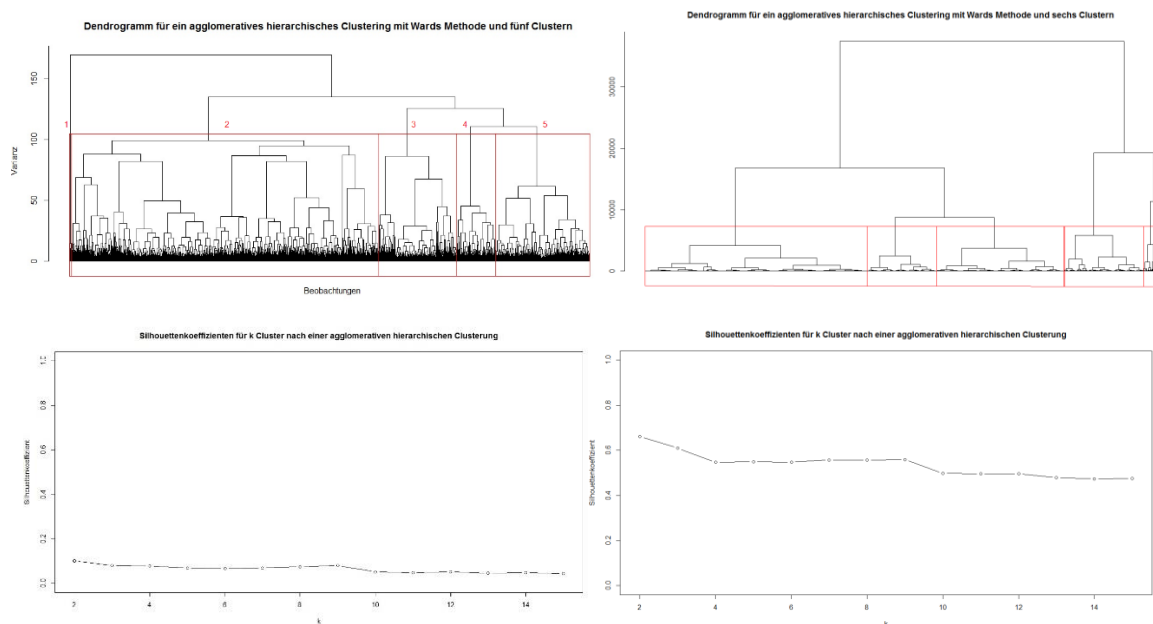 Dendrogramm für ein agglomeratives hierarchisches Clustering mit Wards Methode und fünf Clustern
Varianz
150
100
50
0
1
2
3
4
5
Beobachtungen
Dendrogramm für ein agglomeratives hierarchisches Clustering mit Wards Methode und sechs Clustern
30000
20000
10000
0
Silhouettenkoeffizienten für k Cluster nach einer agglomerativen hierarchischen Clusterung
Silhouettenkoeffizient
1.0
0.8
0.6
0.4
0.2
0.0
2 4 6 8 10 12 14
k
Silhouettenkoeffizienten für k Cluster nach einer agglomerativen hierarchischen Clusterung
Silhouettenkoeffizient
1.0
0.8
0.6
0.4
0.2
0.0
2 4 6 8 10 12 14